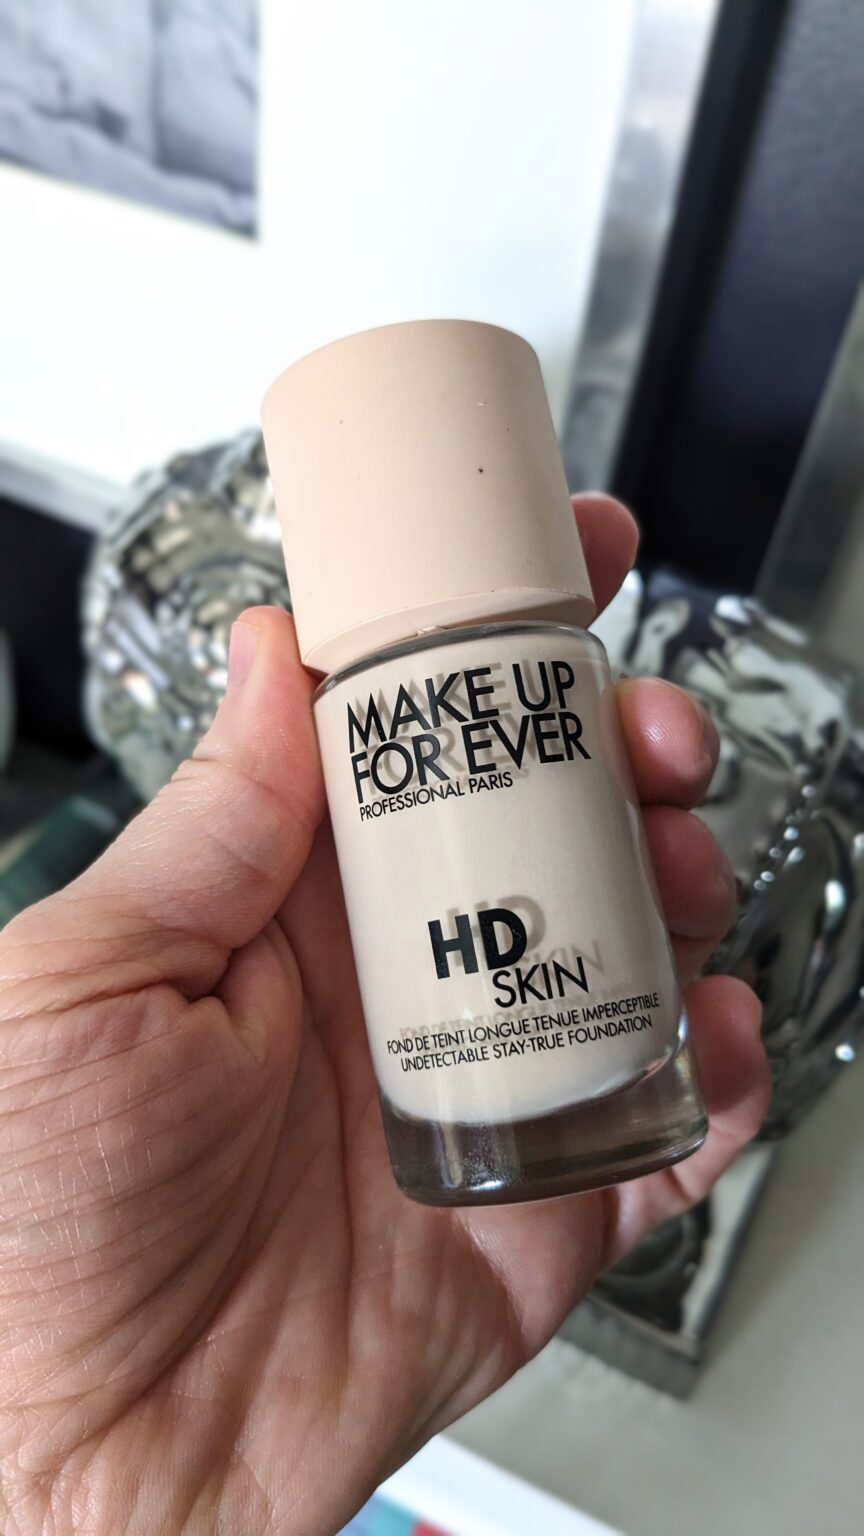 MAKE UP
FOR EVER
PROFESSIONAL PARIS
HD
SKIN
FOND DE TEINT LONGUE TENUE IMPERCEPTIBLE
UNDETECTABLE STAY-TRUE FOUNDATION